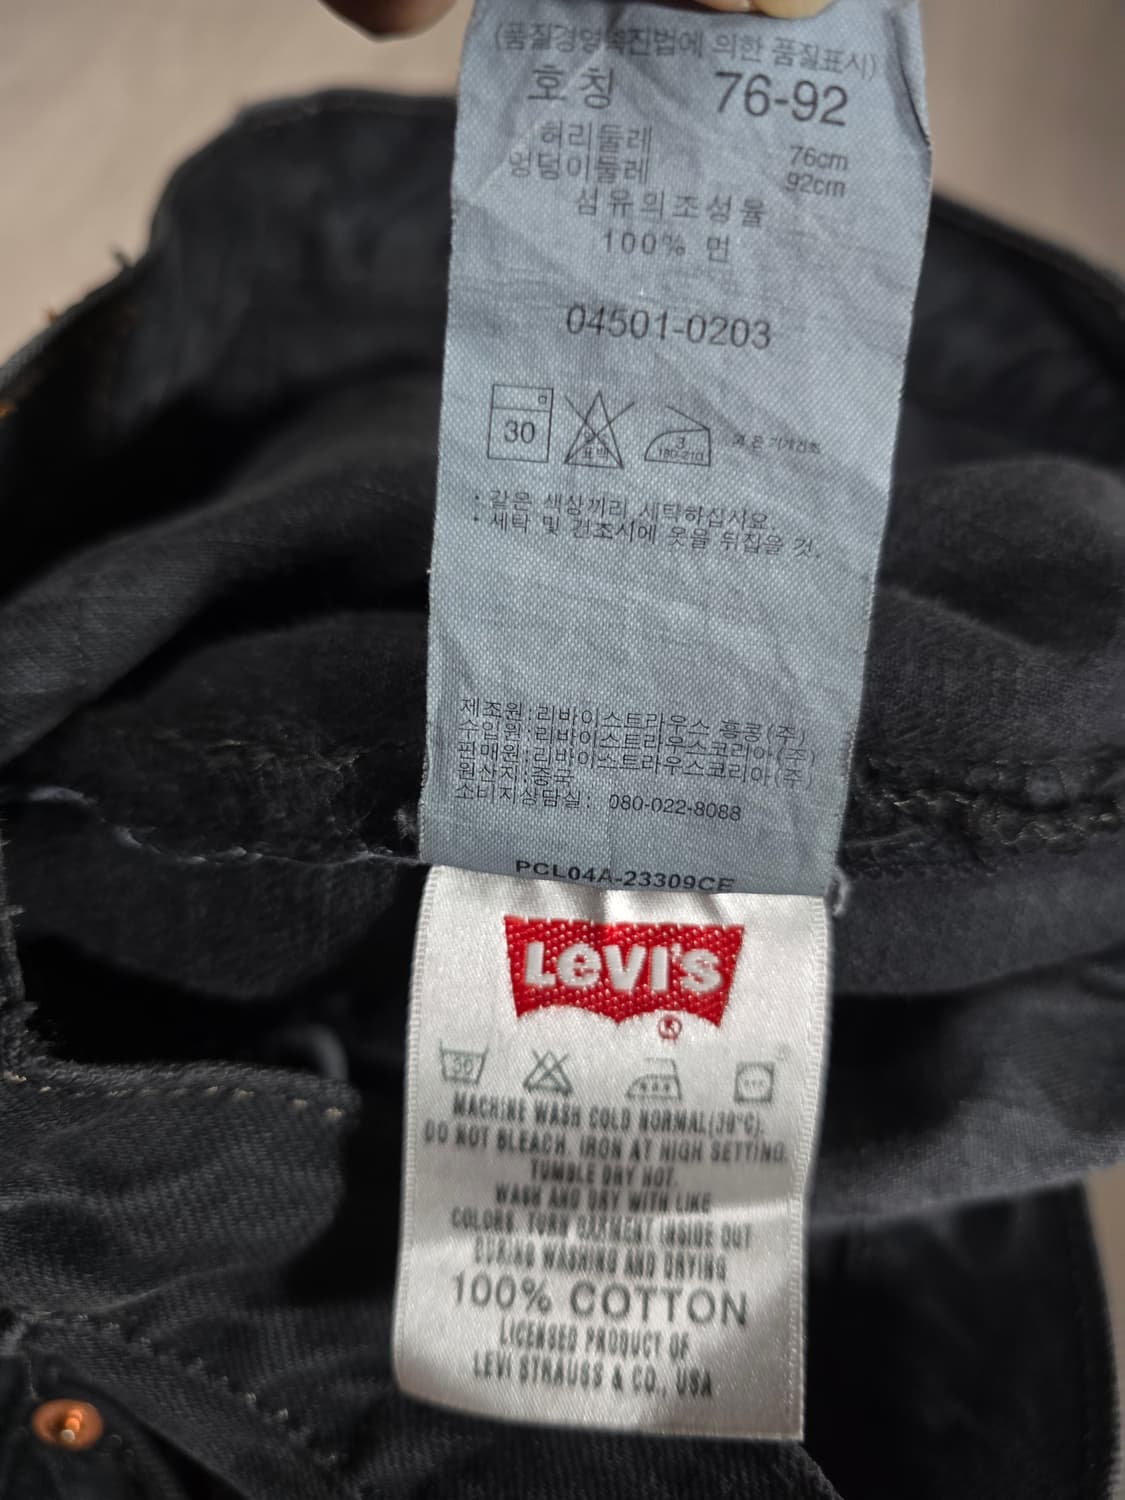 (품질경영촉진법에 의한 품질표시)
호칭 76-92
허리둘레 76cm
엉덩이둘레 92cm
섬유의조성율
100% 면
04501-0203
30
염소
표백
3
180-210
· 같은 색상끼리 세탁하십시요.
· 세탁 및 건조시에 옷을 뒤집을 것.
제조원:리바이스트라우스 홍콩(주)
수입원:리바이스트라우스코리아(주)
판매원:리바이스트라우스코리아(주)
원산지:중국
소비자상담실: 080-022-8088
PCL04A-23309CE
LEVI'S
®
30
MACHINE WASH COLD NORMAL(30°C).
DO NOT BLEACH. IRON AT HIGH SETTING.
TUMBLE DRY HOT.
WASH AND DRY WITH LIKE
COLORS. TURN GARMENT INSIDE OUT
DURING WASHING AND DRYING
100% COTTON
LICENSED PRODUCT OF
LEVI STRAUSS & CO., USA